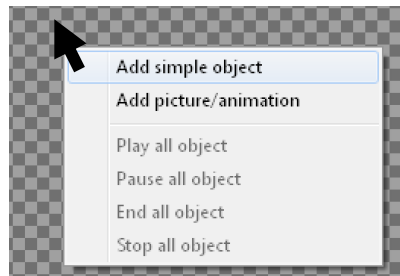 Add simple object
Add picture/animation
Play all object
Pause all object
End all object
Stop all object